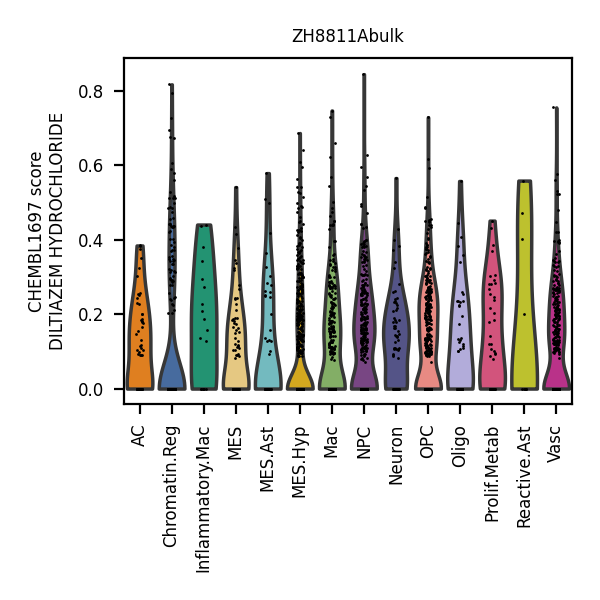 ZH8811Abulk
CHEMBL1697 score
DILTIAZEM HYDROCHLORIDE
0.8
0.6
0.4
0.2
0.0
AC
Chromatin.Reg
Inflammatory.Mac
MES
MES.Ast
MES.Hyp
Mac
NPC
Neuron
OPC
Oligo
Prolif.Metab
Reactive.Ast
Vasc